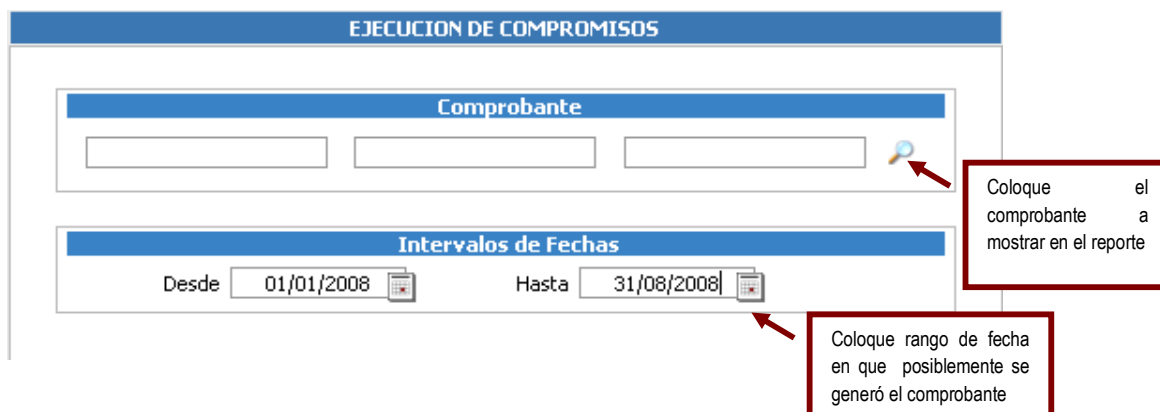 EJECUCION DE COMPROMISOS
Comprobante
Coloque el
comprobante a
mostrar en el reporte
Intervalos de Fechas
Desde 01/01/2008 Hasta 31/08/2008
Coloque rango de fecha
en que posiblemente se
generó el comprobante